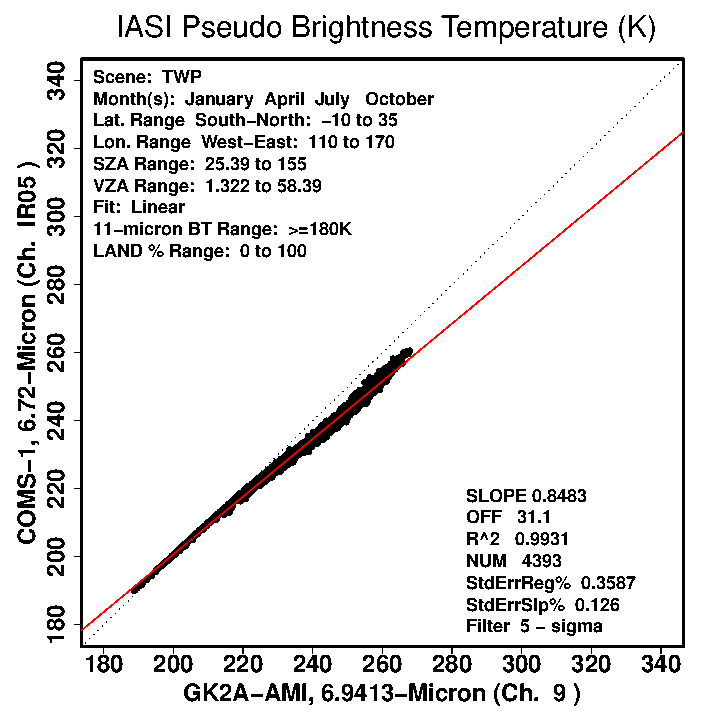 IASI Pseudo Brightness Temperature (K)
Scene: TWP
Month(s): January April July October
Lat. Range South-North: -10 to 35
Lon. Range West-East: 110 to 170
SZA Range: 25.39 to 155
VZA Range: 1.322 to 58.39
Fit: Linear
11-micron BT Range: >=180K
LAND % Range: 0 to 100
COMS-1, 6.72-Micron (Ch. IR05 )
340
320
300
280
260
240
220
200
180
SLOPE 0.8483
OFF 31.1
R^2 0.9931
NUM 4393
StdErrReg% 0.3587
StdErrSlp% 0.126
Filter 5 - sigma
180 200 220 240 260 280 300 320 340
GK2A-AMI, 6.9413-Micron (Ch. 9 )